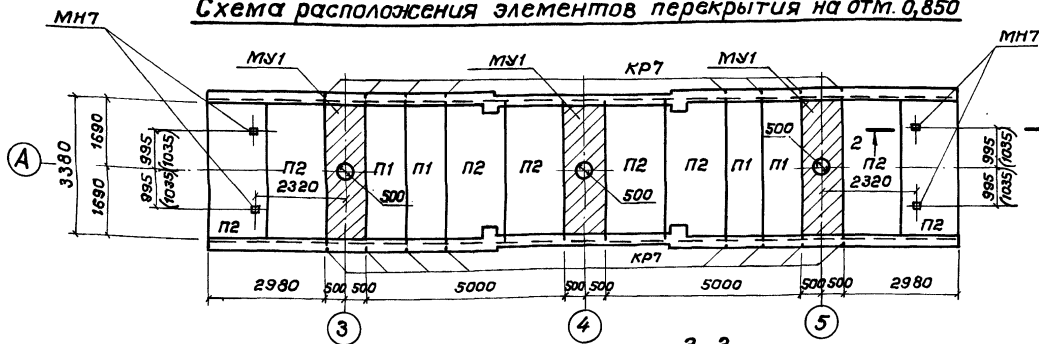 Схема расположения элементов перекрытия на отм. 0,850
МН7
МУ1
МУ1
КР7
МУ1
МН7
А
3380
1690
1690
995
995
(1035)
(1035)
2320
500
П2
П2
П1
П1
П2
П2
500
П2
П2
П1
П1
500
2
П2
2320
П2
995
995
(1035)
(1035)
КР7
2980
500
500
5000
500
500
5000
500
500
2980
3
4
5
2-2